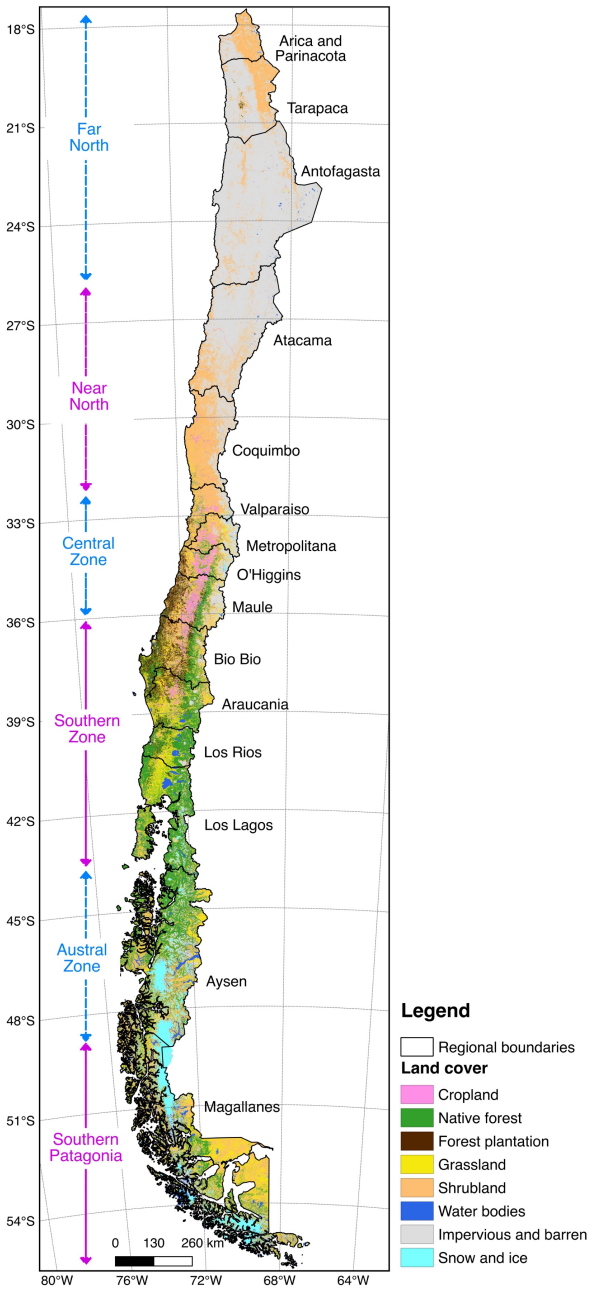 18°S
21°S
24°S
27°S
30°S
33°S
36°S
39°S
42°S
45°S
48°S
51°S
54°S
Far
North
Near
North
Central
Zone
Southern
Zone
Austral
Zone
Southern
Patagonia
Arica and
Parinacota
Tarapaca
Antofagasta
Atacama
Coquimbo
Valparaiso
Metropolitana
O'Higgins
Maule
Bio Bio
Araucania
Los Rios
Los Lagos
Aysen
Magallanes
0 130 260 km
80°W 76°W 72°W 68°W 64°W
Legend
Regional boundaries
Land cover
Cropland
Native forest
Forest plantation
Grassland
Shrubland
Water bodies
Impervious and barren
Snow and ice